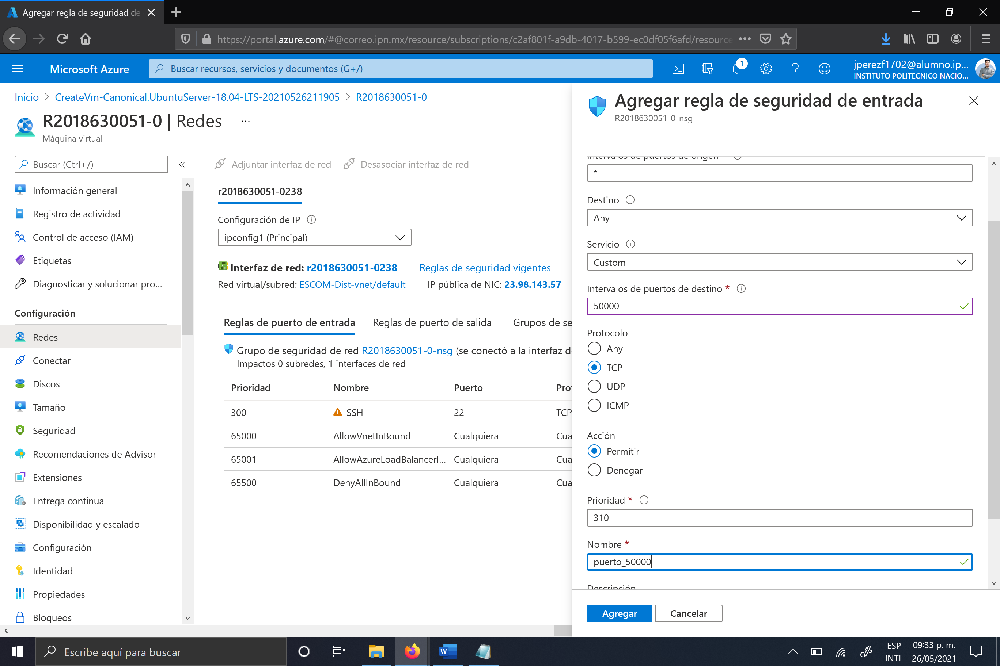 Agregar regla de seguridad de
https://portal.azure.com/#@correo.ipn.mx/resource/subscriptions/c2af801f-a9db-4017-b599-ec0df05f6afd/resource
Microsoft Azure
Buscar recursos, servicios y documentos (G+/)
1
jperezf1702@alumno.ip...
INSTITUTO POLITECNICO NACIO...
Inicio > CreateVm-Canonical.UbuntuServer-18.04-LTS-20210526211905 > R2018630051-0
R2018630051-0 | Redes ...
Máquina virtual
Buscar (Ctrl+/)
Información general
Registro de actividad
Control de acceso (IAM)
Etiquetas
Diagnosticar y solucionar pro...
Configuración
Redes
Conectar
Discos
Tamaño
Seguridad
Recomendaciones de Advisor
Extensiones
Entrega continua
Disponibilidad y escalado
Configuración
Identidad
Propiedades
Bloqueos
Adjuntar interfaz de red
Desasociar interfaz de red
r2018630051-0238
Configuración de IP
ipconfig1 (Principal)
Interfaz de red: r2018630051-0238 Reglas de seguridad vigentes
Red virtual/subred: ESCOM-Dist-vnet/default IP pública de NIC: 23.98.143.57
Reglas de puerto de entrada Reglas de puerto de salida Grupos de se
Grupo de seguridad de red R2018630051-0-nsg (se conectó a la interfaz de
Impactos 0 subredes, 1 interfaces de red
Prioridad Nombre Puerto Prot
300 SSH 22 TCP
65000 AllowVnetInBound Cualquiera Cua
65001 AllowAzureLoadBalancerI... Cualquiera Cua
65500 DenyAllInBound Cualquiera Cua
Agregar regla de seguridad de entrada
R2018630051-0-nsg
Intervalos de puertos de origen
*
Destino
Any
Servicio
Custom
Intervalos de puertos de destino *
50000
Protocolo
Any
TCP
UDP
ICMP
Acción
Permitir
Denegar
Prioridad *
310
Nombre *
puerto_50000
Descripción
Agregar Cancelar
Escribe aquí para buscar
ESP
INTL
09:33 p. m.
26/05/2021